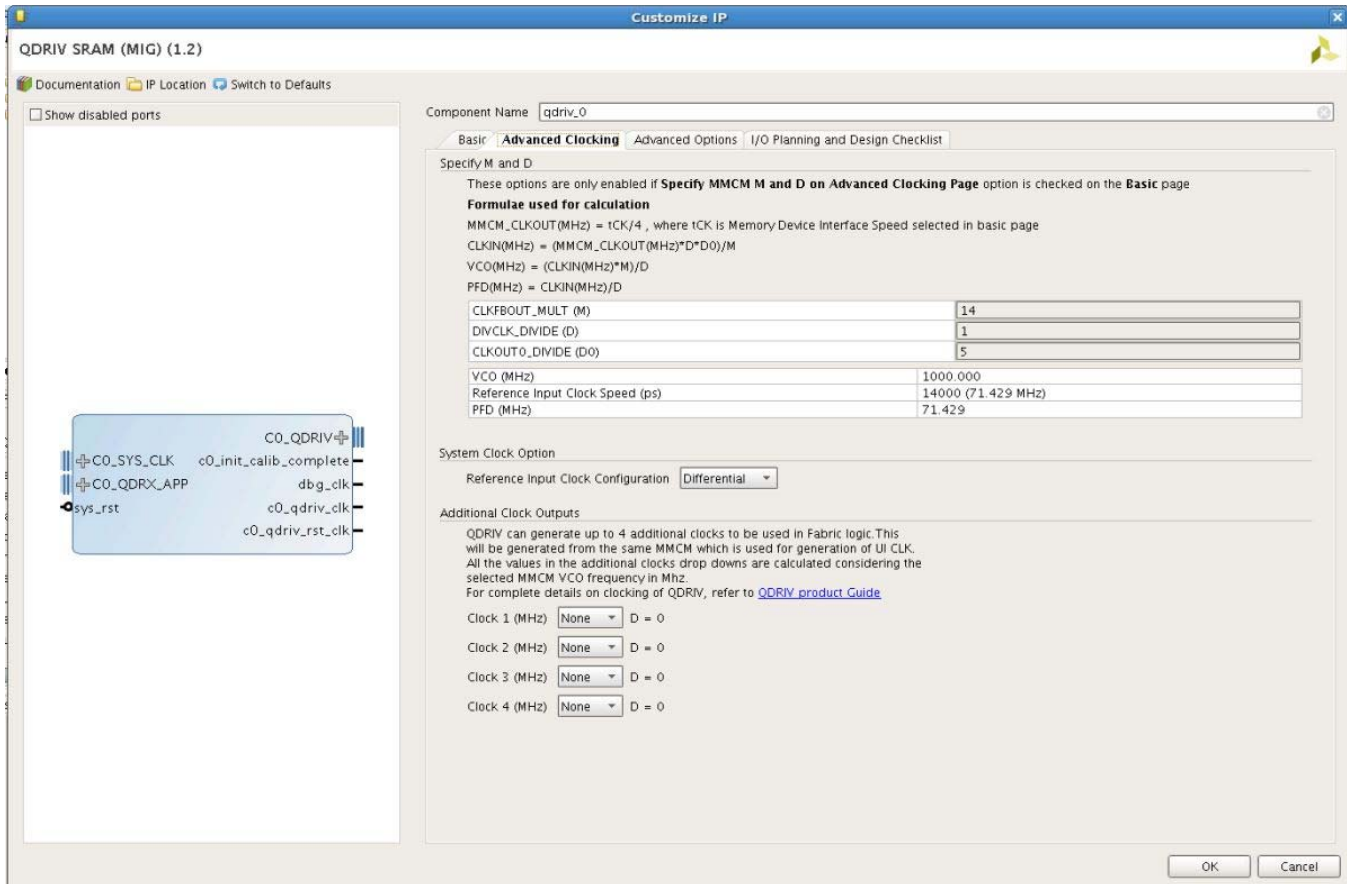 Customize IP
QDRIV SRAM (MIG) (1.2)
Documentation IP Location Switch to Defaults
Show disabled ports
C0_QDRIV
C0_SYS_CLK c0_init_calib_complete
C0_QDRX_APP dbg_clk
sys_rst c0_qdriv_clk
c0_qdriv_rst_clk
Component Name qdriv_0
Basic Advanced Clocking Advanced Options I/O Planning and Design Checklist
Specify M and D
These options are only enabled if Specify MMCM M and D on Advanced Clocking Page option is checked on the Basic page
Formulae used for calculation
MMCM_CLKOUT(MHz) = tCK/4 , where tCK is Memory Device Interface Speed selected in basic page
CLKIN(MHz) = (MMCM_CLKOUT(MHz)*D*D0)/M
VCO(MHz) = (CLKIN(MHz)*M)/D
PFD(MHz) = CLKIN(MHz)/D
CLKFBOUT_MULT (M) 14
DIVCLK_DIVIDE (D) 1
CLKOUT0_DIVIDE (D0) 5
VCO (MHz) 1000.000
Reference Input Clock Speed (ps) 14000 (71.429 MHz)
PFD (MHz) 71.429
System Clock Option
Reference Input Clock Configuration Differential
Additional Clock Outputs
QDRIV can generate up to 4 additional clocks to be used in Fabric logic.This
will be generated from the same MMCM which is used for generation of UI CLK.
All the values in the additional clocks drop downs are calculated considering the
selected MMCM VCO frequency in Mhz.
For complete details on clocking of QDRIV, refer to QDRIV product Guide
Clock 1 (MHz) None D = 0
Clock 2 (MHz) None D = 0
Clock 3 (MHz) None D = 0
Clock 4 (MHz) None D = 0
OK Cancel